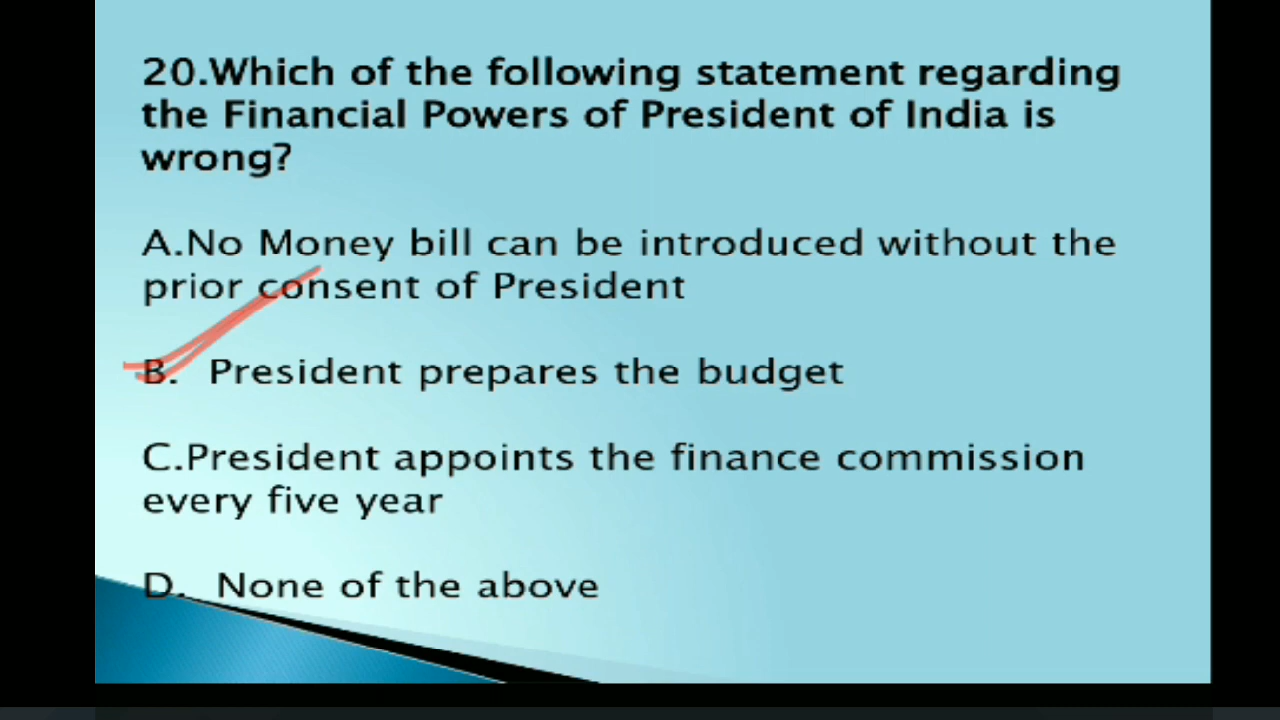 20.Which of the following statement regarding
the Financial Powers of President of India is
wrong?
A.No Money bill can be introduced without the
prior consent of President
B. President prepares the budget
C.President appoints the finance commission
every five year
D. None of the above